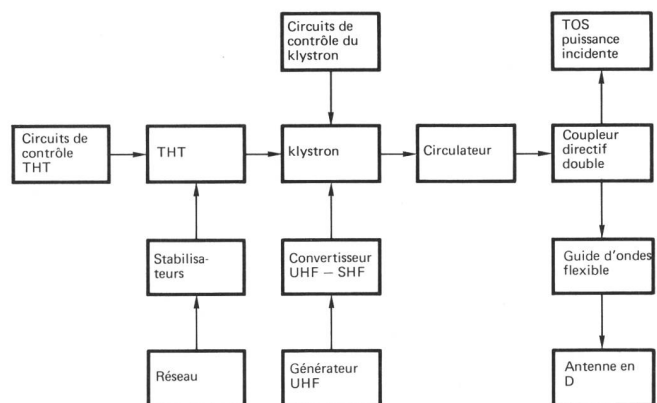 Circuits de
contrôle du
klystron
TOS
puissance
incidente
Circuits de
contrôle
THT
THT
klystron
Circulateur
Coupleur
directif
double
Stabilisa-
teurs
Convertisseur
UHF — SHF
Guide d'ondes
flexible
Réseau
Générateur
UHF
Antenne en
D